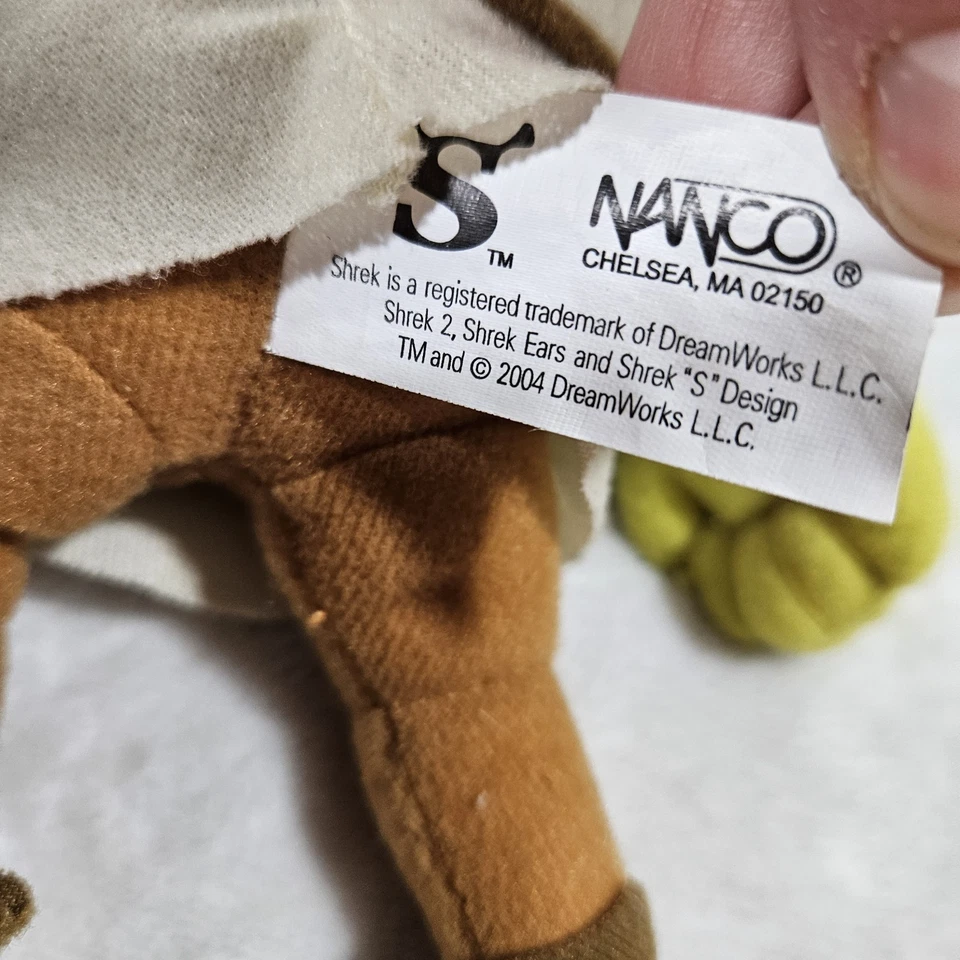 S™
NANCO®
CHELSEA, MA 02150
Shrek is a registered trademark of DreamWorks L.L.C.
Shrek 2, Shrek Ears and Shrek "S" Design
TM and © 2004 DreamWorks L.L.C.